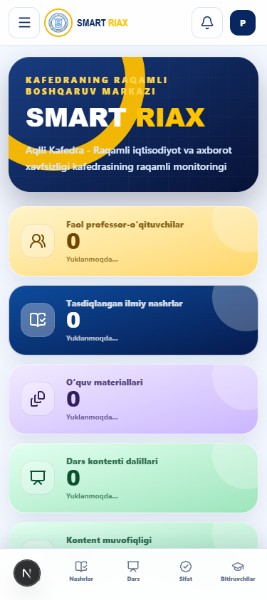 SMART RIAX
P
KAFEDRANING RAQAMLI
BOSHQARUV MARKAZI
SMART RIAX
Aqlli Kafedra - Raqamli iqtisodiyot va axborot
xavfsizligi kafedrasining raqamli monitoringi
Faol professor-o‘qituvchilar
0
Yuklanmoqda...
Tasdiqlangan ilmiy nashrlar
0
Yuklanmoqda...
O‘quv materiallari
0
Yuklanmoqda...
Dars kontenti dalillari
0
Yuklanmoqda...
Kontent muvofiqligi
N
Nashrlar
Dars
Sifat
Bitiruvchilar